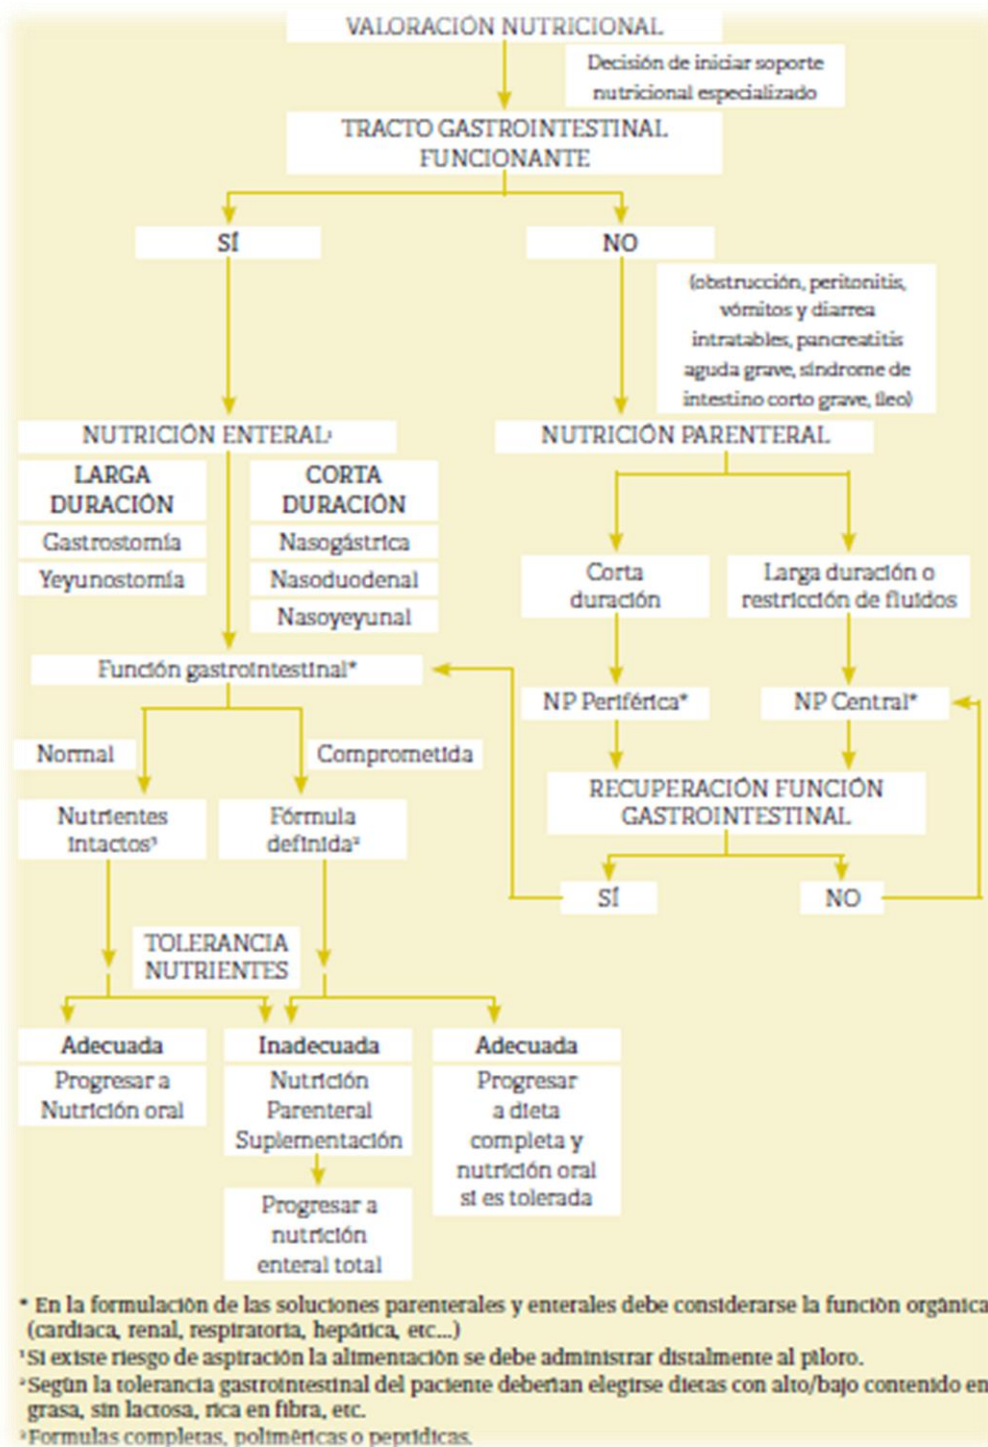 VALORACIÓN NUTRICIONAL
Decisión de iniciar soporte
nutricional especializado
TRACTO GASTROINTESTINAL
FUNCIONANTE
SÍ
NO
(obstrucción, peritonitis,
vómitos y diarrea
intratables, pancreatitis
aguda grave, síndrome de
intestino corto grave, íleo)
NUTRICIÓN ENTERAL¹
LARGA
DURACIÓN
Gastrostomía
Yeyunostomía
CORTA
DURACIÓN
Nasogástrica
Nasoduodenal
Nasoyeyunal
NUTRICIÓN PARENTERAL
Corta
duración
Larga duración o
restricción de fluidos
Función gastrointestinal*
NP Periférica*
NP Central*
Normal
Comprometida
RECUPERACIÓN FUNCIÓN
GASTROINTESTINAL
Nutrientes
intactos³
Fórmula
definida²
SÍ
NO
TOLERANCIA
NUTRIENTES
Adecuada
Progresar a
Nutrición oral
Inadecuada
Nutrición
Parenteral
Suplementación
Progresar a
nutrición
enteral total
Adecuada
Progresar
a dieta
completa y
nutrición oral
si es tolerada
* En la formulación de las soluciones parenterales y enterales debe considerarse la función orgánica
(cardiaca, renal, respiratoria, hepática, etc...)
¹Si existe riesgo de aspiración la alimentación se debe administrar distalmente al píloro.
²Según la tolerancia gastrointestinal del paciente deberían elegirse dietas con alto/bajo contenido en
grasa, sin lactosa, rica en fibra, etc.
³Formulas completas, poliméricas o peptídicas.